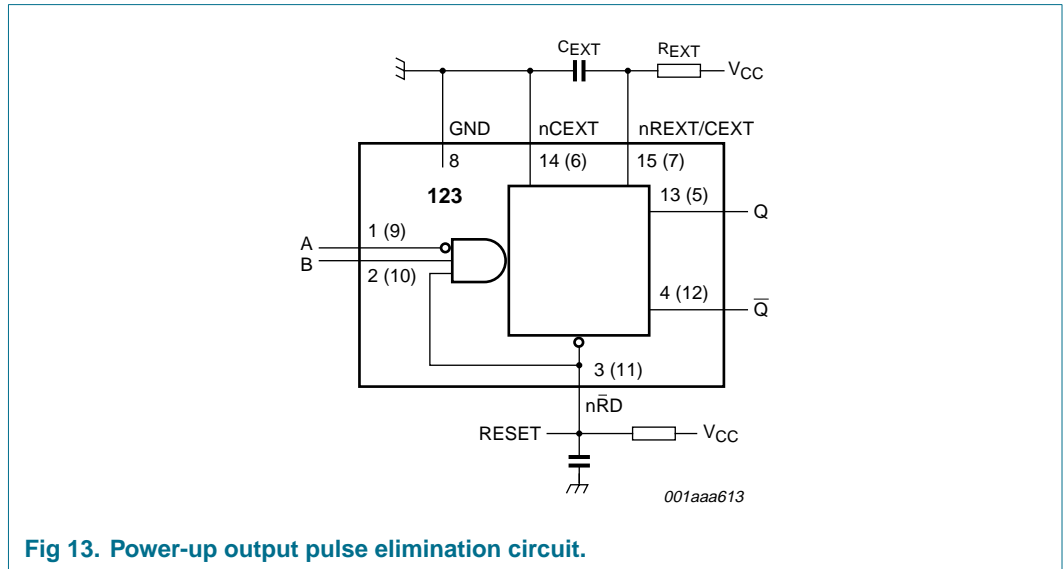 CEXT REXT
VCC
GND nCEXT nREXT/CEXT
8 14 (6) 15 (7)
123 13 (5) Q
A 1 (9)
B 2 (10)
4 (12) Q̅
3 (11)
nR̅D
RESET VCC
001aaa613
Fig 13. Power-up output pulse elimination circuit.